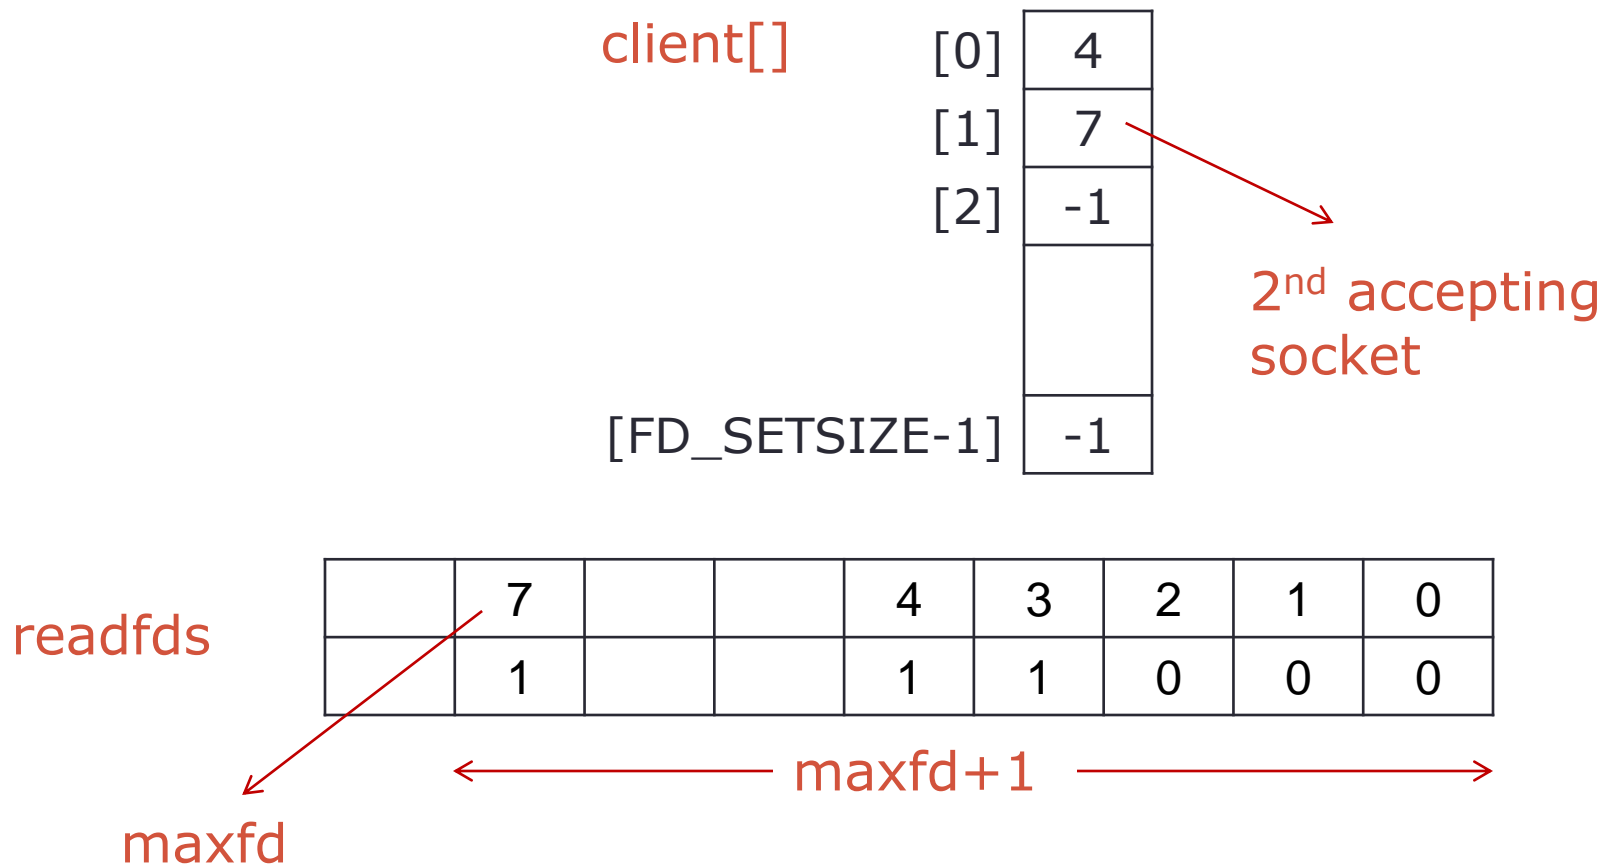 client[]
[0] 4
[1] 7
[2] -1
2nd accepting
socket
[FD_SETSIZE-1] -1
7 4 3 2 1 0
readfds
1 1 1 0 0 0
maxfd+1
maxfd